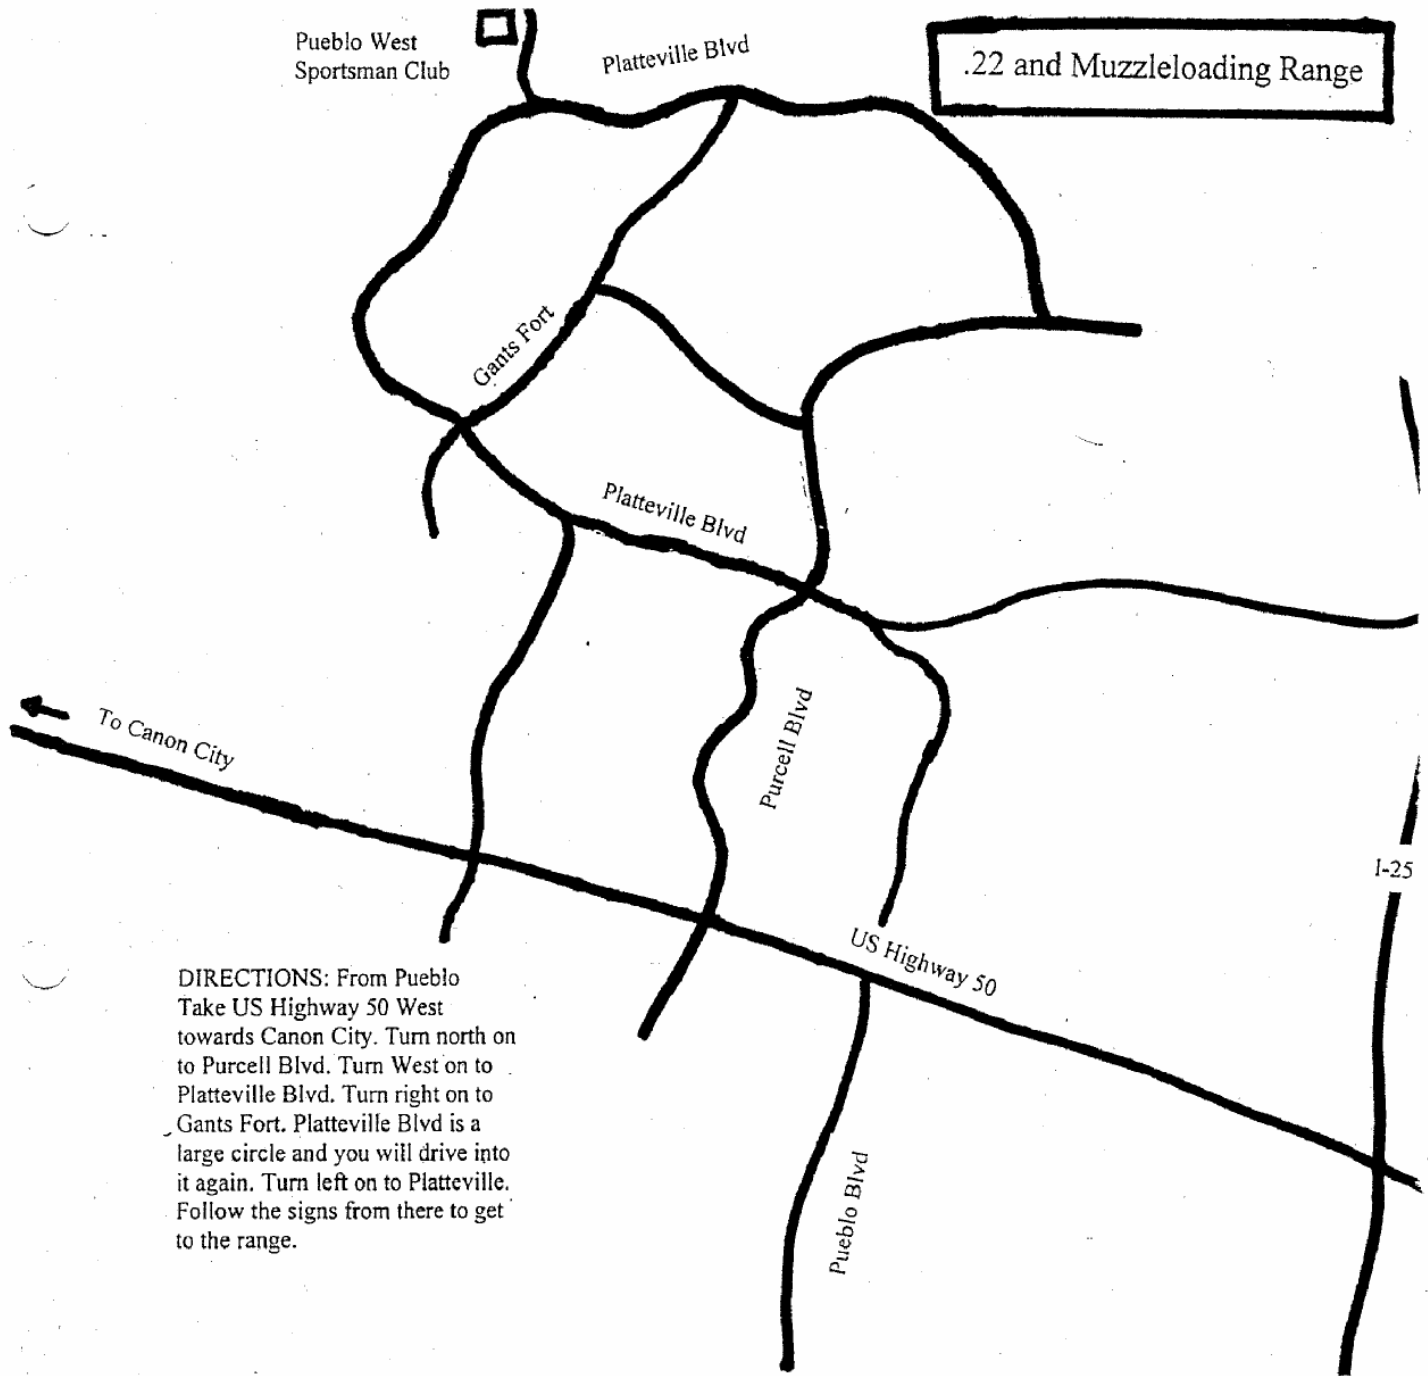 Pueblo West
Sportsman Club
Platteville Blvd
.22 and Muzzleloading Range
Gants Fort
Platteville Blvd
To Canon City
Purcell Blvd
I-25
US Highway 50
DIRECTIONS: From Pueblo
Take US Highway 50 West
towards Canon City. Turn north on
to Purcell Blvd. Turn West on to
Platteville Blvd. Turn right on to
Gants Fort. Platteville Blvd is a
large circle and you will drive into
it again. Turn left on to Platteville.
Follow the signs from there to get
to the range.
Pueblo Blvd